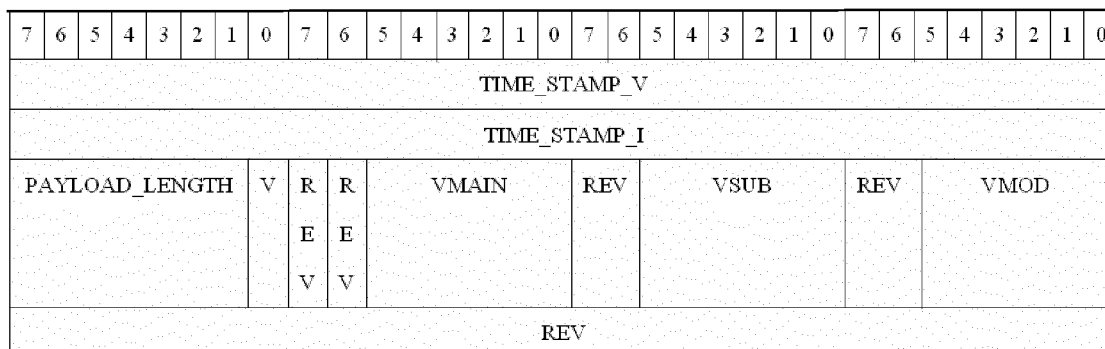 7 6 5 4 3 2 1 0 7 6 5 4 3 2 1 0 7 6 5 4 3 2 1 0 7 6 5 4 3 2 1 0
TIME_STAMP_V
TIME_STAMP_I
PAYLOAD_LENGTH V R R VMAIN REV VSUB REV VMOD
E E
V V
REV